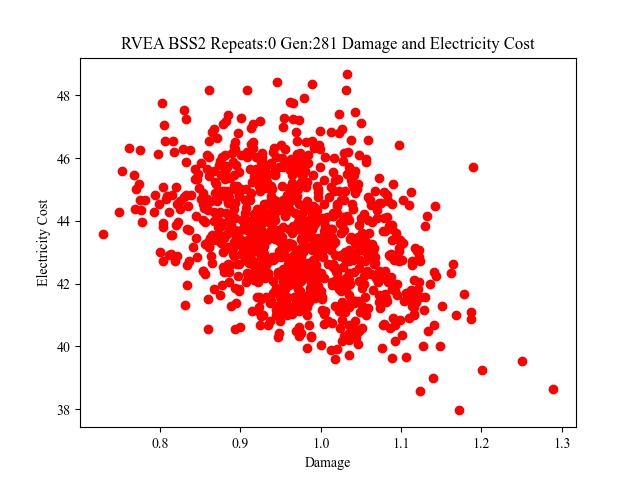 RVEA BSS2 Repeats:0 Gen:281 Damage and Electricity Cost
48
46
44
42
40
38
Electricity Cost
0.8 0.9 1.0 1.1 1.2 1.3
Damage